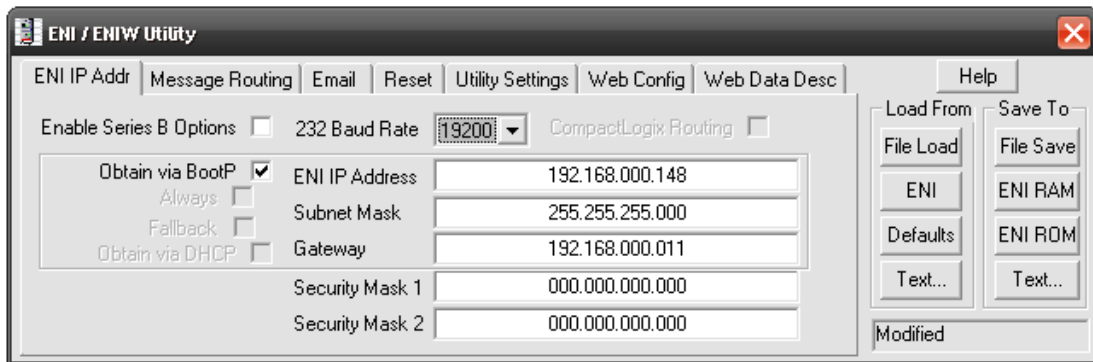 ENI / ENIW Utility
ENI IP Addr Message Routing Email Reset Utility Settings Web Config Web Data Desc Help
Enable Series B Options 232 Baud Rate 19200 CompactLogix Routing
Obtain via BootP ENI IP Address 192.168.000.148
Always
Subnet Mask 255.255.255.000
Fallback
Obtain via DHCP Gateway 192.168.000.011
Security Mask 1 000.000.000.000
Security Mask 2 000.000.000.000
Load From
File Load
ENI
Defaults
Text...
Save To
File Save
ENI RAM
ENI ROM
Text...
Modified